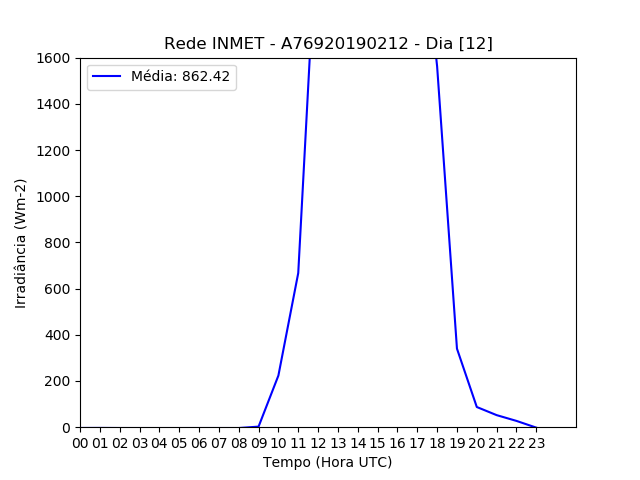 Rede INMET - A76920190212 - Dia [12]
Média: 862.42
1600
1400
1200
1000
800
600
400
200
0
Irradiância (Wm-2)
00 01 02 03 04 05 06 07 08 09 10 11 12 13 14 15 16 17 18 19 20 21 22 23
Tempo (Hora UTC)